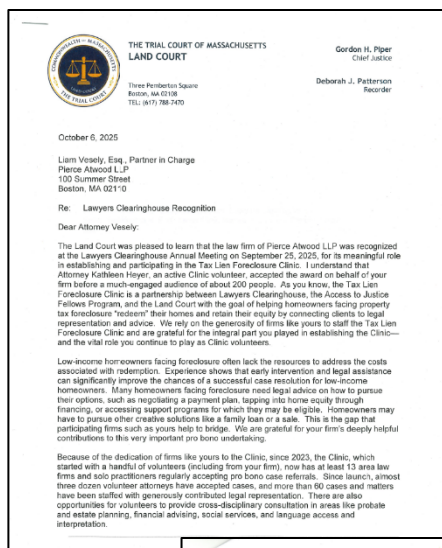 COMMONWEALTH OF MASSACHUSETTS
THE TRIAL COURT
THE TRIAL COURT OF MASSACHUSETTS
LAND COURT
Three Pemberton Square
Boston, MA 02108
TEL: (617) 788-7470
Gordon H. Piper
Chief Justice
Deborah J. Patterson
Recorder
October 6, 2025
Liam Vesely, Esq., Partner in Charge
Pierce Atwood LLP
100 Summer Street
Boston, MA 02110
Re: Lawyers Clearinghouse Recognition
Dear Attorney Vesely:
The Land Court was pleased to learn that the law firm of Pierce Atwood LLP was recognized
at the Lawyers Clearinghouse Annual Meeting on September 25, 2025, for its meaningful role
in establishing and participating in the Tax Lien Foreclosure Clinic. I understand that
Attorney Kathleen Heyer, an active Clinic volunteer, accepted the award on behalf of your
firm before a much-engaged audience of about 200 people. As you know, the Tax Lien
Foreclosure Clinic is a partnership between Lawyers Clearinghouse, the Access to Justice
Fellows Program, and the Land Court with the goal of helping homeowners facing property
tax foreclosure "redeem" their homes and retain their equity by connecting clients to legal
representation and advice. We rely on the generosity of firms like yours to staff the Tax Lien
Foreclosure Clinic and are grateful for the integral part you played in establishing the Clinic—
and the vital role you continue to play as Clinic volunteers.
Low-income homeowners facing foreclosure often lack the resources to address the costs
associated with redemption. Experience shows that early intervention and legal assistance
can significantly improve the chances of a successful case resolution for low-income
homeowners. Many homeowners facing foreclosure need legal advice on how to pursue
their options, such as negotiating a payment plan, tapping into home equity through
financing, or accessing support programs for which they may be eligible. Homeowners may
have to pursue other creative solutions like a family loan or a sale. This is the gap that
participating firms such as yours help to bridge. We are grateful for your firm's deeply helpful
contributions to this very important pro bono undertaking.
Because of the dedication of firms like yours to the Clinic, since 2023, the Clinic, which
started with a handful of volunteers (including from your firm), now has at least 13 area law
firms and solo practitioners regularly accepting pro bono case referrals. Since launch, almost
three dozen volunteer attorneys have accepted cases, and more than 60 cases and matters
have been staffed with generously contributed legal representation. There are also
opportunities for volunteers to provide cross-disciplinary services in areas like probate
and estate planning, financial advising, social services, and language access and
interpretation.